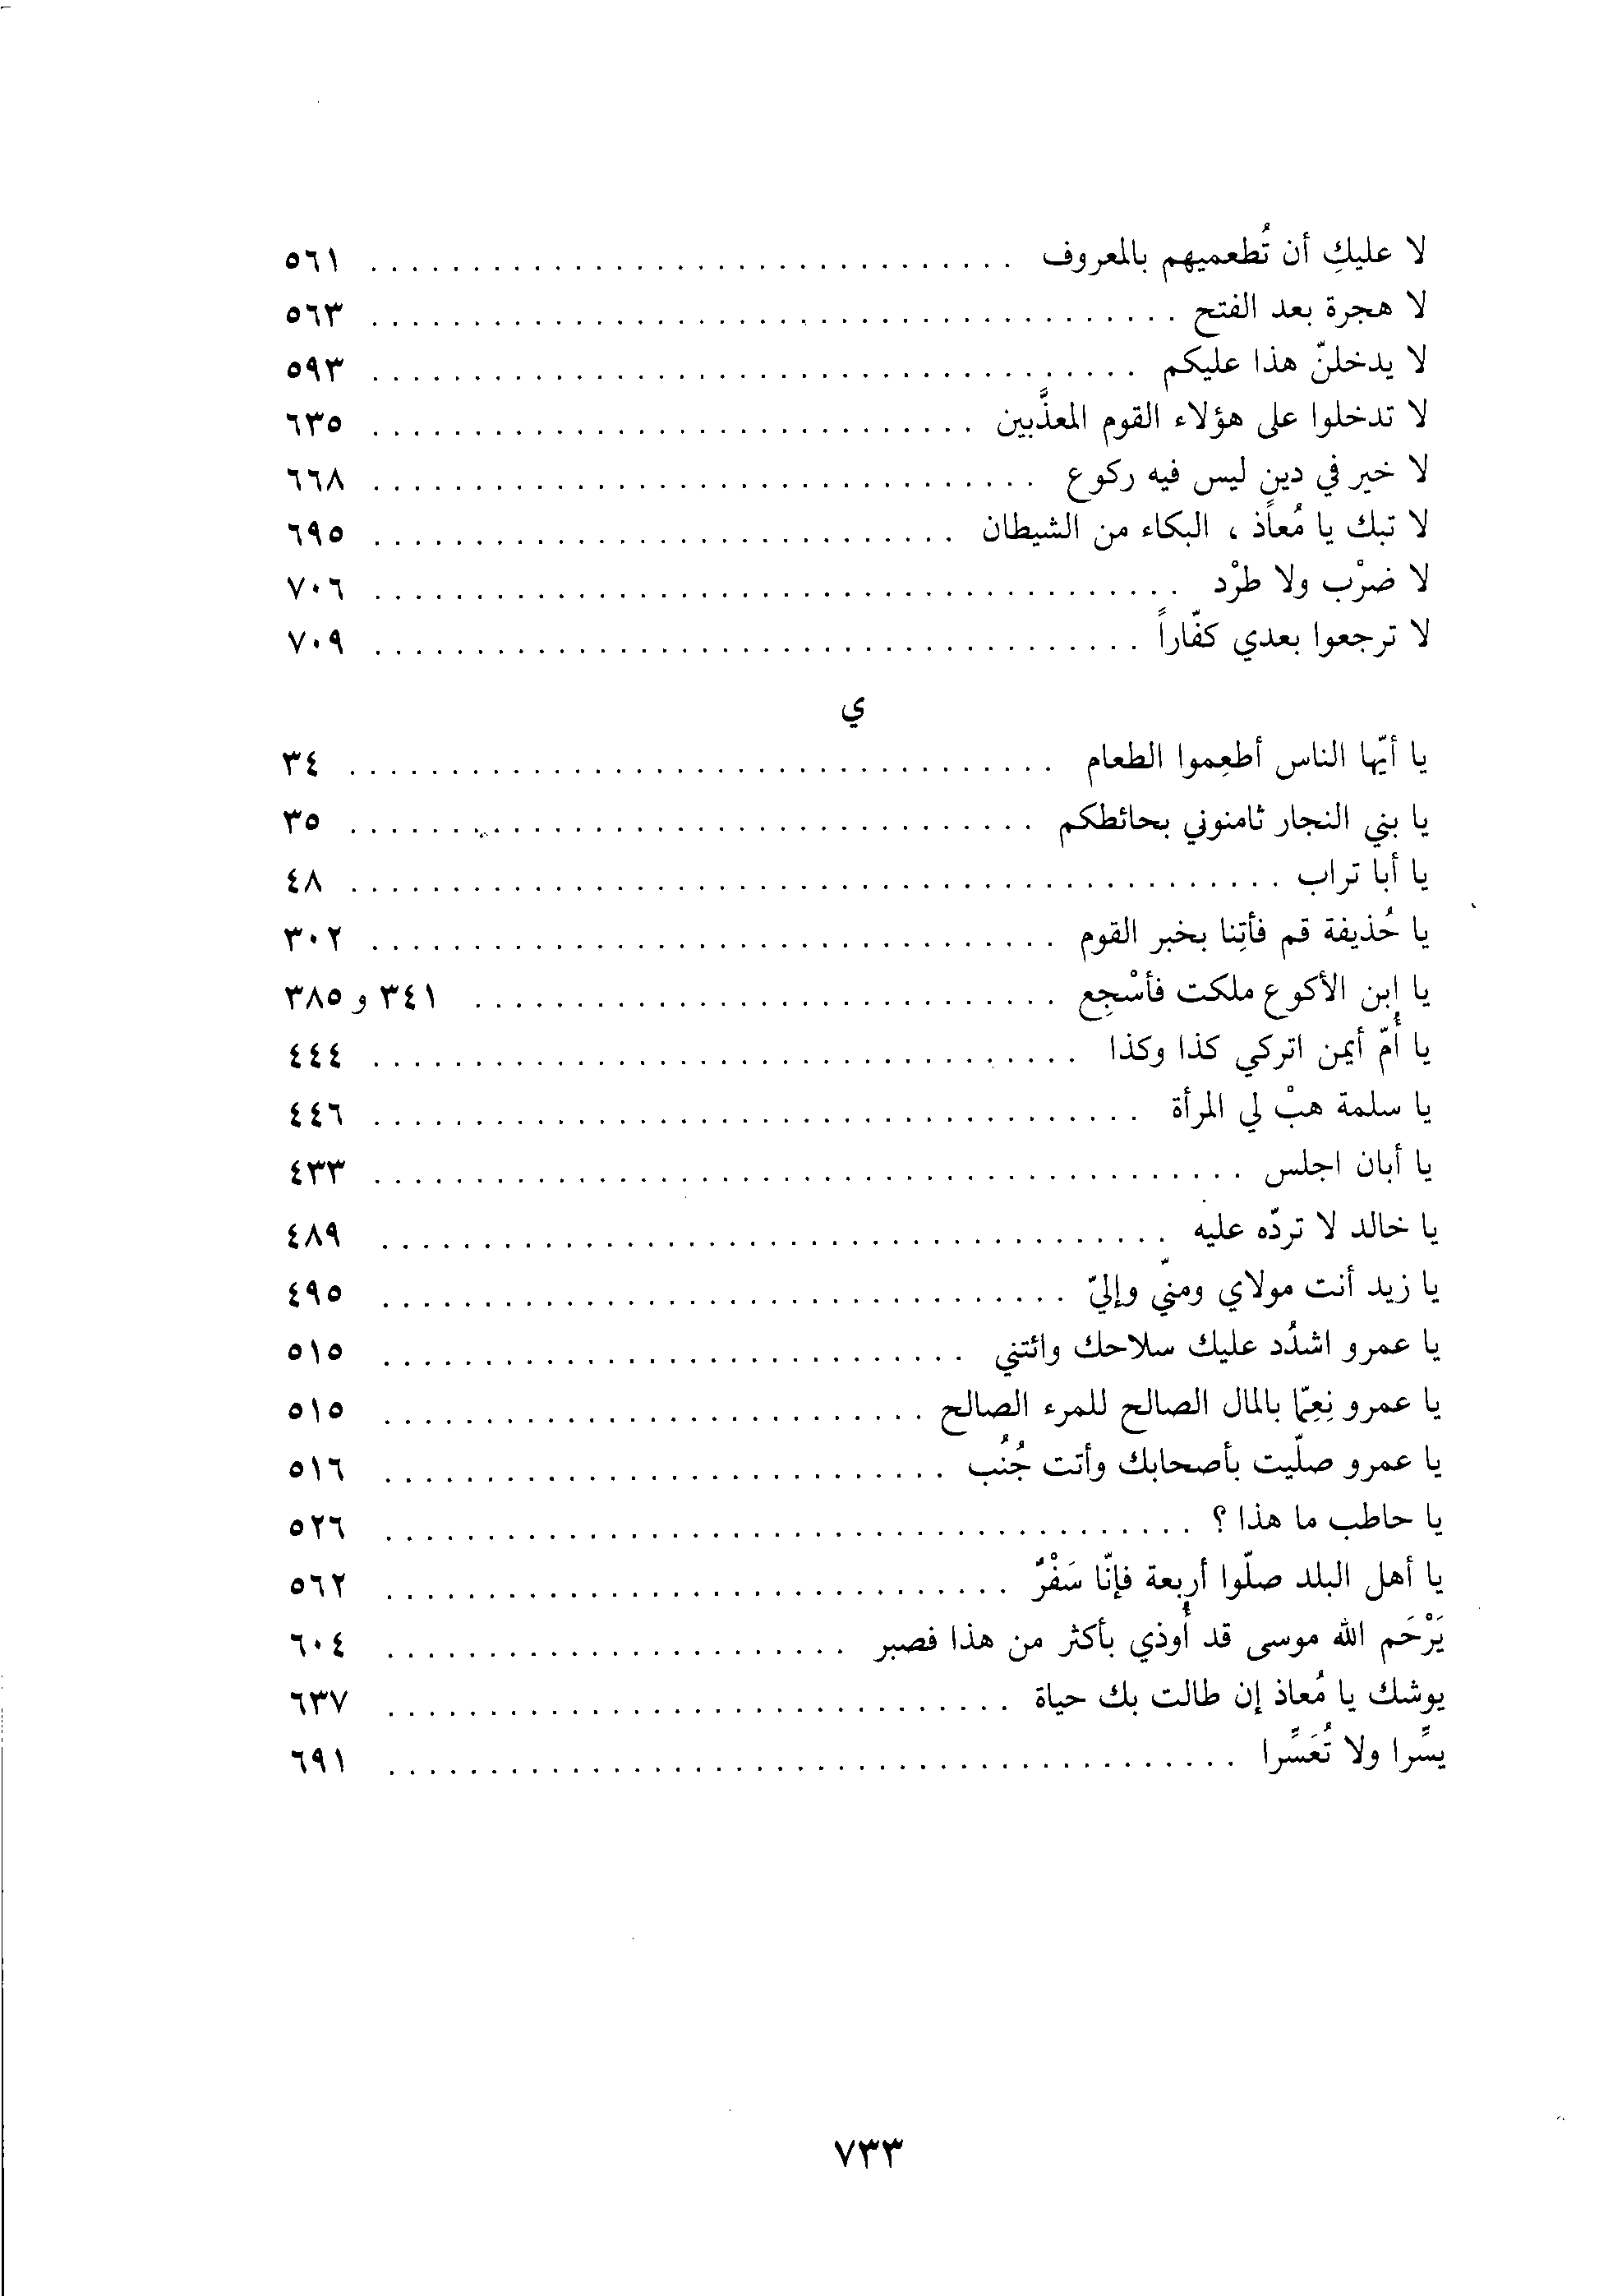 لا عليكِ أن تُطعميهم بالمعروف . . . . . . . . . . . . . . . . . . . . . . . . . . . . . . . . ٥٦١
لا هجرة بعد الفتح . . . . . . . . . . . . . . . . . . . . . . . . . . . . . . . . . . . . . . . . ٥٦٣
لا يدخلنّ هذا عليكم . . . . . . . . . . . . . . . . . . . . . . . . . . . . . . . . . . . . . . ٥٩٣
لا تدخلوا على هؤلاء القوم المعذَّبين . . . . . . . . . . . . . . . . . . . . . . . . . . . . . . ٦٣٥
لا خير في دينٍ ليس فيه ركوع . . . . . . . . . . . . . . . . . . . . . . . . . . . . . . . . . ٦٦٨
لا تبك يا مُعاذ ، البكاء من الشيطان . . . . . . . . . . . . . . . . . . . . . . . . . . . . . ٦٩٥
لا ضرْب ولا طرْد . . . . . . . . . . . . . . . . . . . . . . . . . . . . . . . . . . . . . . . . ٧٠٦
لا ترجعوا بعدي كفّاراً . . . . . . . . . . . . . . . . . . . . . . . . . . . . . . . . . . . . . . ٧٠٩
ي
يا أيّها الناس أطعِموا الطعام . . . . . . . . . . . . . . . . . . . . . . . . . . . . . . . . . . . ٣٤
يا بني النجار ثامنوني بحائطكم . . . . . . . . . . . . . . . . . . . . . . . . . . . . . . . . . . ٣٥
يا أبا تراب . . . . . . . . . . . . . . . . . . . . . . . . . . . . . . . . . . . . . . . . . . . . . . ٤٨
يا حُذيفة قم فأتِنا بخبر القوم . . . . . . . . . . . . . . . . . . . . . . . . . . . . . . . . . . ٣٠٢
يا إبن الأكوع ملكت فأسْجِع . . . . . . . . . . . . . . . . . . . . . . . . . . . . . ٣٤١ و ٣٨٥
يا أُمّ أيمن اتركي كذا وكذا . . . . . . . . . . . . . . . . . . . . . . . . . . . . . . . . . . . ٤٤٤
يا سلمة هبْ لي المرأة . . . . . . . . . . . . . . . . . . . . . . . . . . . . . . . . . . . . . . ٤٤٦
يا أبان اجلس . . . . . . . . . . . . . . . . . . . . . . . . . . . . . . . . . . . . . . . . . . . ٤٣٣
يا خالد لا تردّه عليه . . . . . . . . . . . . . . . . . . . . . . . . . . . . . . . . . . . . . . . ٤٨٩
يا زيد أنت مولاي ومنّي وإليّ . . . . . . . . . . . . . . . . . . . . . . . . . . . . . . . . . . ٤٩٥
يا عمرو اشدُد عليك سلاحك وائتني . . . . . . . . . . . . . . . . . . . . . . . . . . . . . ٥١٥
يا عمرو نِعِمّا بالمال الصالح للمرء الصالح . . . . . . . . . . . . . . . . . . . . . . . . . . . ٥١٥
يا عمرو صلّيت بأصحابك وأتت جُنُب . . . . . . . . . . . . . . . . . . . . . . . . . . . . ٥١٦
يا حاطب ما هذا ؟ . . . . . . . . . . . . . . . . . . . . . . . . . . . . . . . . . . . . . . . . ٥٢٦
يا أهل البلد صلّوا أربعة فإنّا سَفْرٌ . . . . . . . . . . . . . . . . . . . . . . . . . . . . . . . ٥٦٢
يَرْحَم الله موسى قد أُوذي بأكثر من هذا فصبر . . . . . . . . . . . . . . . . . . . . . . . ٦٠٤
يوشك يا مُعاذ إن طالت بك حياة . . . . . . . . . . . . . . . . . . . . . . . . . . . . . . . ٦٣٧
يسِّرا ولا تُعَسِّرا . . . . . . . . . . . . . . . . . . . . . . . . . . . . . . . . . . . . . . . . . . ٦٩١
٧٣٣